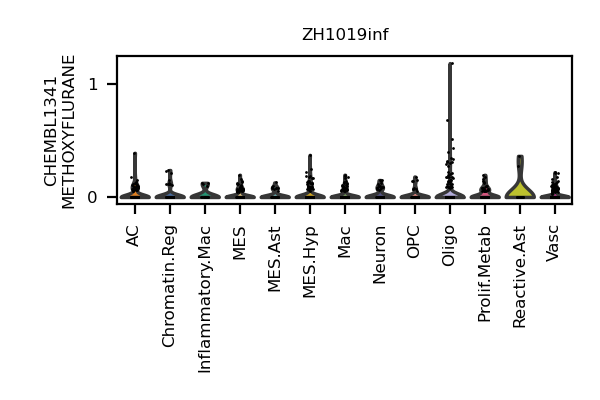 ZH1019inf
CHEMBL1341
METHOXYFLURANE
1
0
AC
Chromatin.Reg
Inflammatory.Mac
MES
MES.Ast
MES.Hyp
Mac
Neuron
OPC
Oligo
Prolif.Metab
Reactive.Ast
Vasc